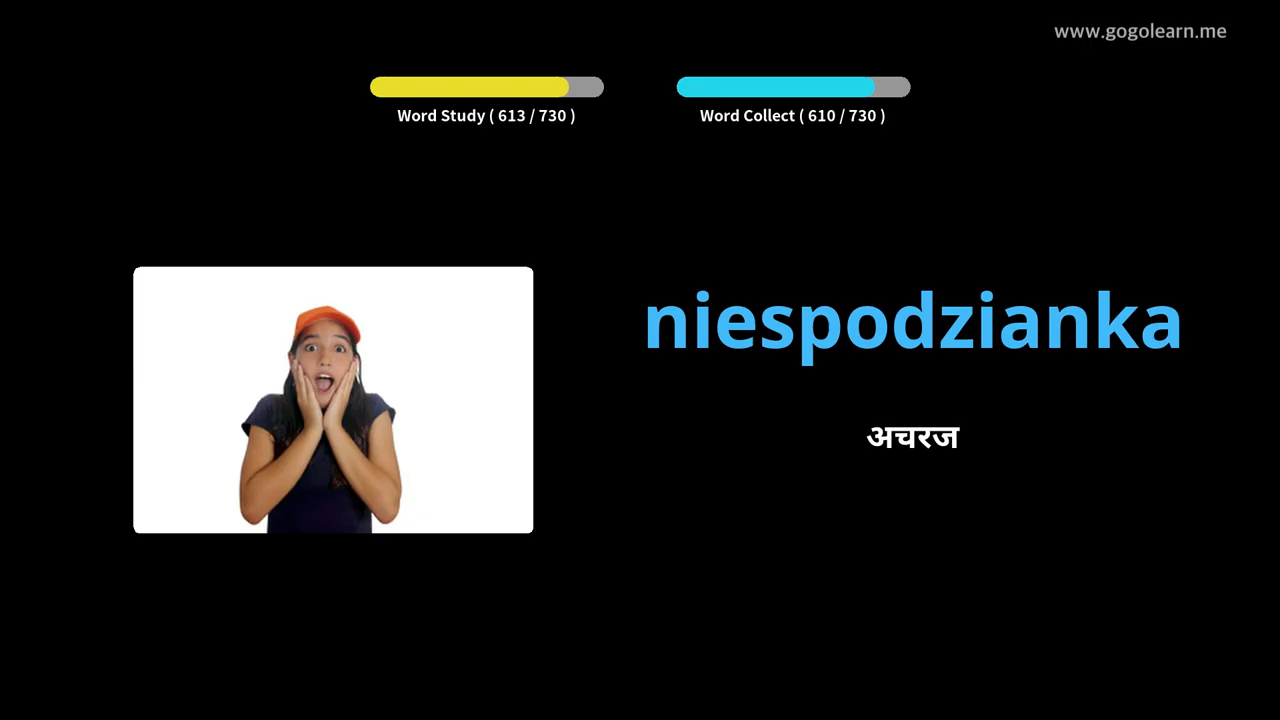 www.gogolearn.me
Word Study ( 613 / 730 )
Word Collect ( 610 / 730 )
niespodzianka
अचरज